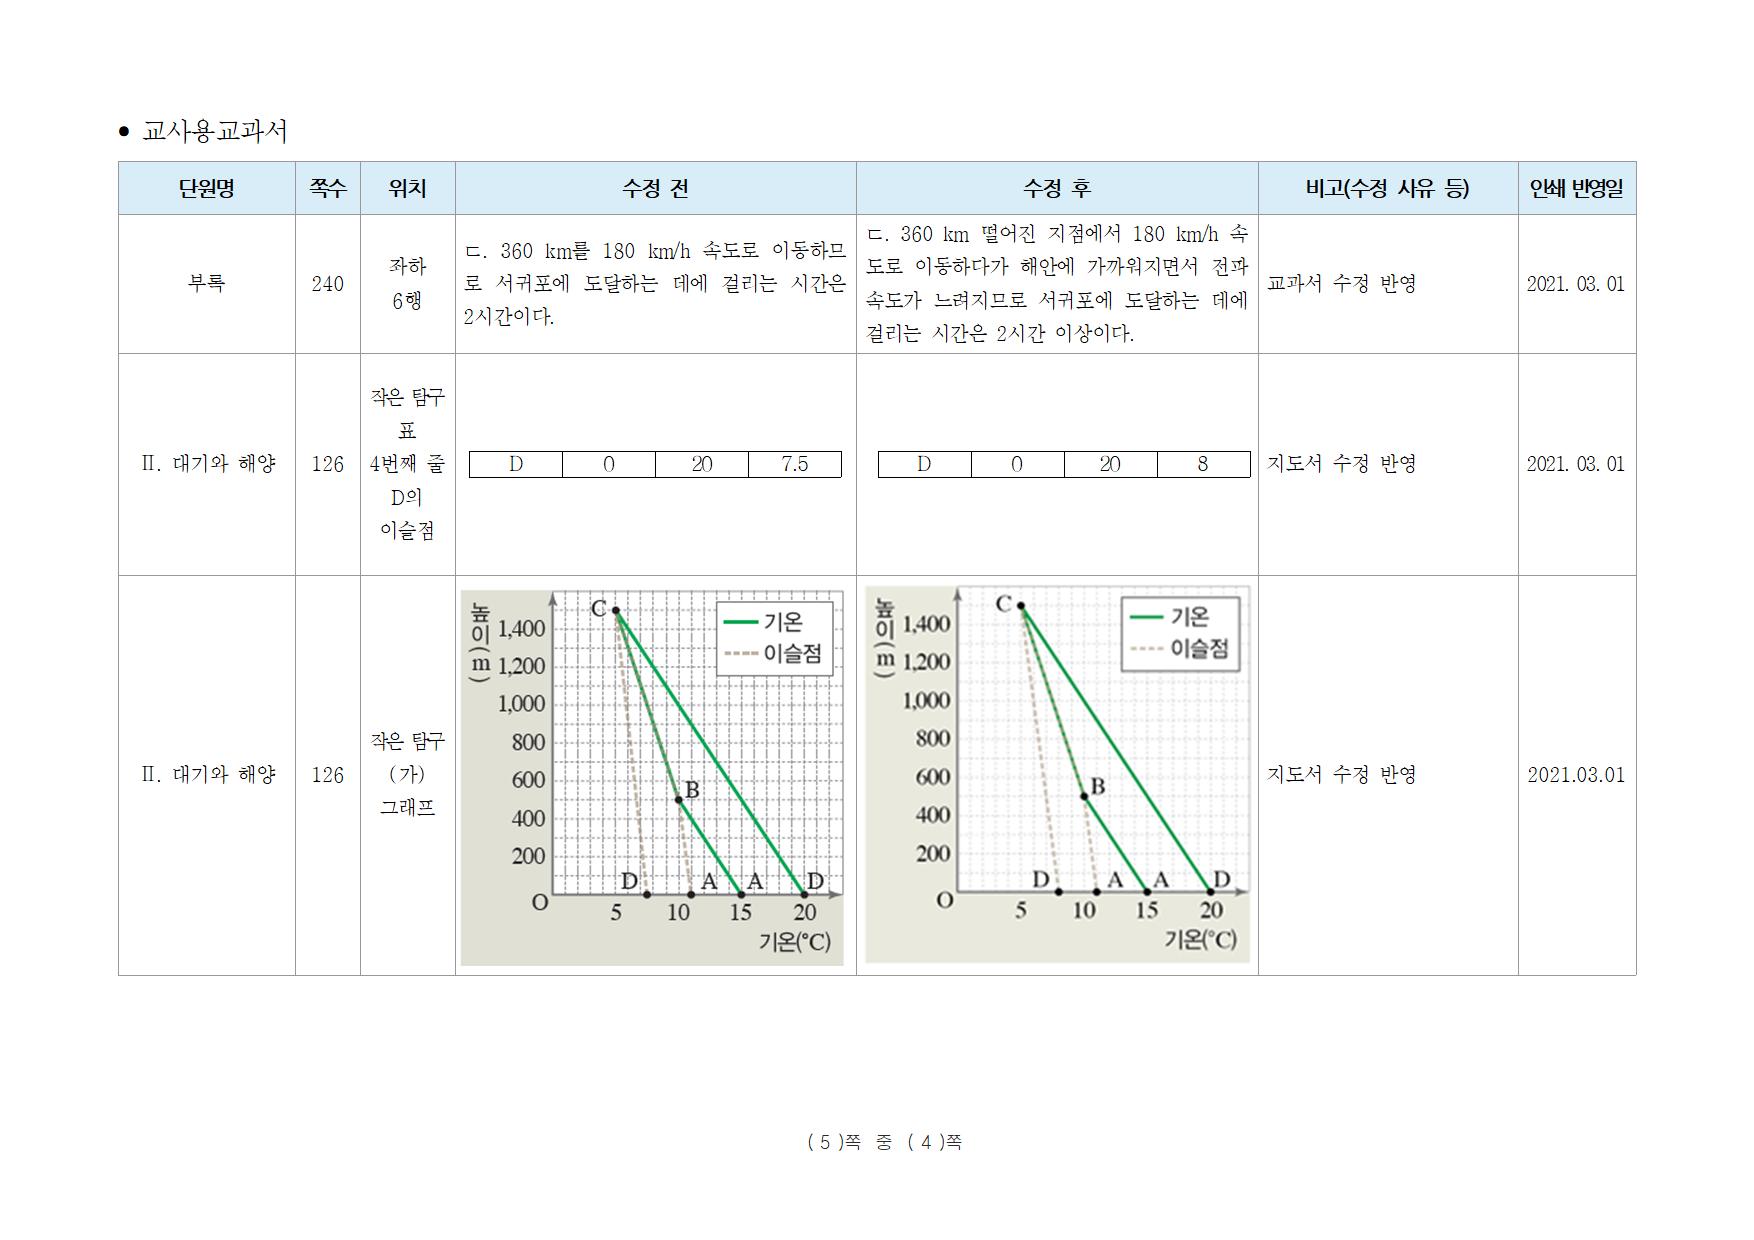 • 교사용교과서
단원명 쪽수 위치 수정 전 수정 후 비고(수정 사유 등) 인쇄 반영일
부록
240
좌하
6행
ㄷ. 360 km를 180 km/h 속도로 이동하므
로 서귀포에 도달하는 데에 걸리는 시간은
2시간이다.
ㄷ. 360 km 떨어진 지점에서 180 km/h 속
도로 이동하다가 해안에 가까워지면서 전파
속도가 느려지므로 서귀포에 도달하는 데에
걸리는 시간은 2시간 이상이다.
교과서 수정 반영
2021. 03. 01
Ⅱ. 대기와 해양
126
작은 탐구
표
4번째 줄
D의
이슬점
D 0 20 7.5
D 0 20 8
지도서 수정 반영
2021. 03. 01
Ⅱ. 대기와 해양
126
작은 탐구
(가)
그래프
높이(m)
1,400
1,200
1,000
800
600
400
200
O
5 10 15 20
기온(℃)
C
B
D A A D
기온
이슬점
높이(m)
1,400
1,200
1,000
800
600
400
200
O
5 10 15 20
기온(℃)
C
B
D A A D
기온
이슬점
지도서 수정 반영
2021.03.01
( 5 )쪽 중 ( 4 )쪽